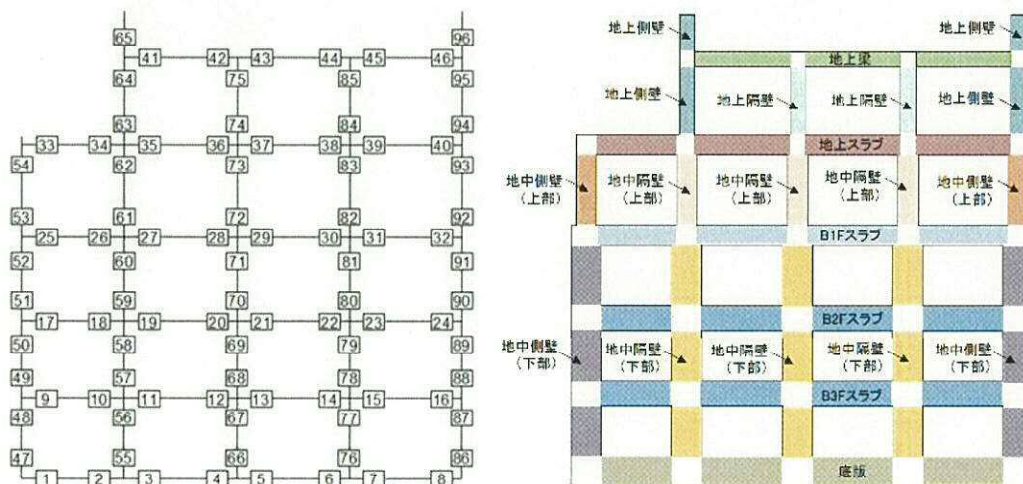 65 96
41 42 43 44 45 46
64 75 85 95
63 74 84 94
33 34 35 36 37 38 39 40
54 62 73 83 93
53 61 72 82 92
25 26 27 28 29 30 31 32
52 60 71 81 91
51 59 70 80 90
17 18 19 20 21 22 23 24
50 58 69 79 89
49 57 68 78 88
9 10 11 12 13 14 15 16
48 56 67 77 87
47 55 66 76 86
1 2 3 4 5 6 7 8
地上側壁 地上側壁
地上梁
地上側壁 地上隔壁 地上隔壁 地上側壁
地上スラブ
地中側壁
(上部)
地中隔壁
(上部)
地中隔壁
(上部)
地中隔壁
(上部)
地中側壁
(上部)
B1Fスラブ
B2Fスラブ
地中側壁
(下部)
地中隔壁
(下部)
地中隔壁
(下部)
地中隔壁
(下部)
地中側壁
(下部)
B3Fスラブ
底版